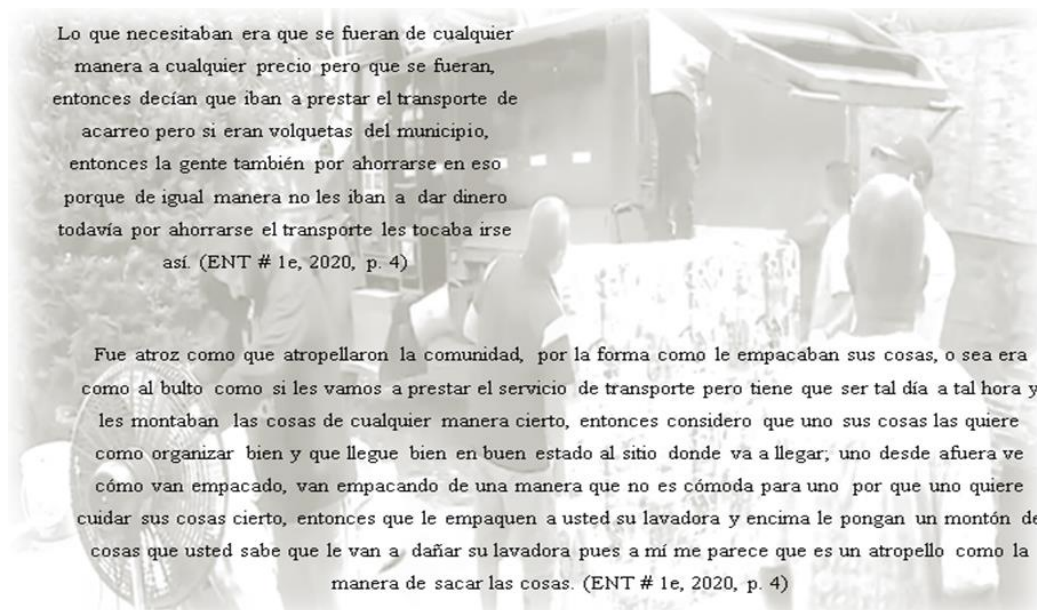 Lo que necesitaban era que se fueran de cualquier
manera a cualquier precio pero que se fueran,
entonces decían que iban a prestar el transporte de
acarreo pero si eran volquetas del municipio,
entonces la gente también por ahorrarse en eso
porque de igual manera no les iban a dar dinero
todavía por ahorrarse el transporte les tocaba irse
así. (ENT # 1e, 2020, p. 4)
Fue atroz como que atropellaron la comunidad, por la forma como le empacaban sus cosas, o sea era
como al bulto como si les vamos a prestar el servicio de transporte pero tiene que ser tal día a tal hora y
les montaban las cosas de cualquier manera cierto, entonces considero que uno sus cosas las quiere
como organizar bien y que llegue bien en buen estado al sitio donde va a llegar; uno desde afuera ve
cómo van empacado, van empacando de una manera que no es cómoda para uno por que uno quiere
cuidar sus cosas cierto, entonces que le empaquen a usted su lavadora y encima le pongan un montón de
cosas que usted sabe que le van a dañar su lavadora pues a mí me parece que es un atropello como la
manera de sacar las cosas. (ENT # 1e, 2020, p. 4)